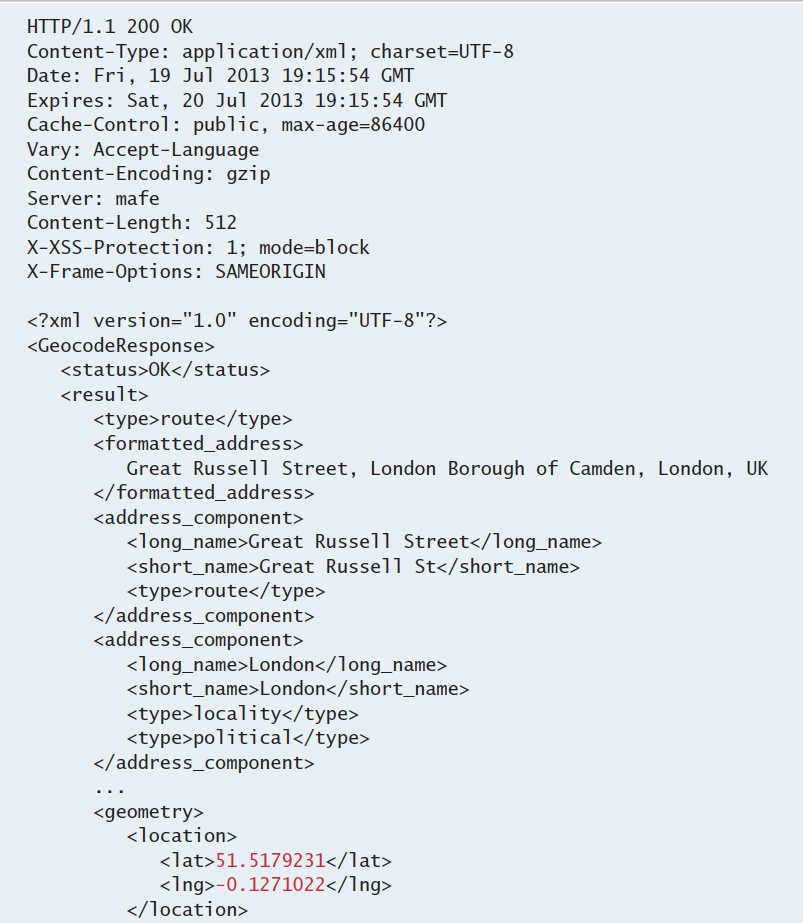 HTTP/1.1 200 OK
Content-Type: application/xml; charset=UTF-8
Date: Fri, 19 Jul 2013 19:15:54 GMT
Expires: Sat, 20 Jul 2013 19:15:54 GMT
Cache-Control: public, max-age=86400
Vary: Accept-Language
Content-Encoding: gzip
Server: mafe
Content-Length: 512
X-XSS-Protection: 1; mode=block
X-Frame-Options: SAMEORIGIN

<?xml version="1.0" encoding="UTF-8"?>
<GeocodeResponse>
   <status>OK</status>
   <result>
      <type>route</type>
      <formatted_address>
         Great Russell Street, London Borough of Camden, London, UK
      </formatted_address>
      <address_component>
         <long_name>Great Russell Street</long_name>
         <short_name>Great Russell St</short_name>
         <type>route</type>
      </address_component>
      <address_component>
         <long_name>London</long_name>
         <short_name>London</short_name>
         <type>locality</type>
         <type>political</type>
      </address_component>
      ...
      <geometry>
         <location>
            <lat>51.5179231</lat>
            <lng>-0.1271022</lng>
         </location>